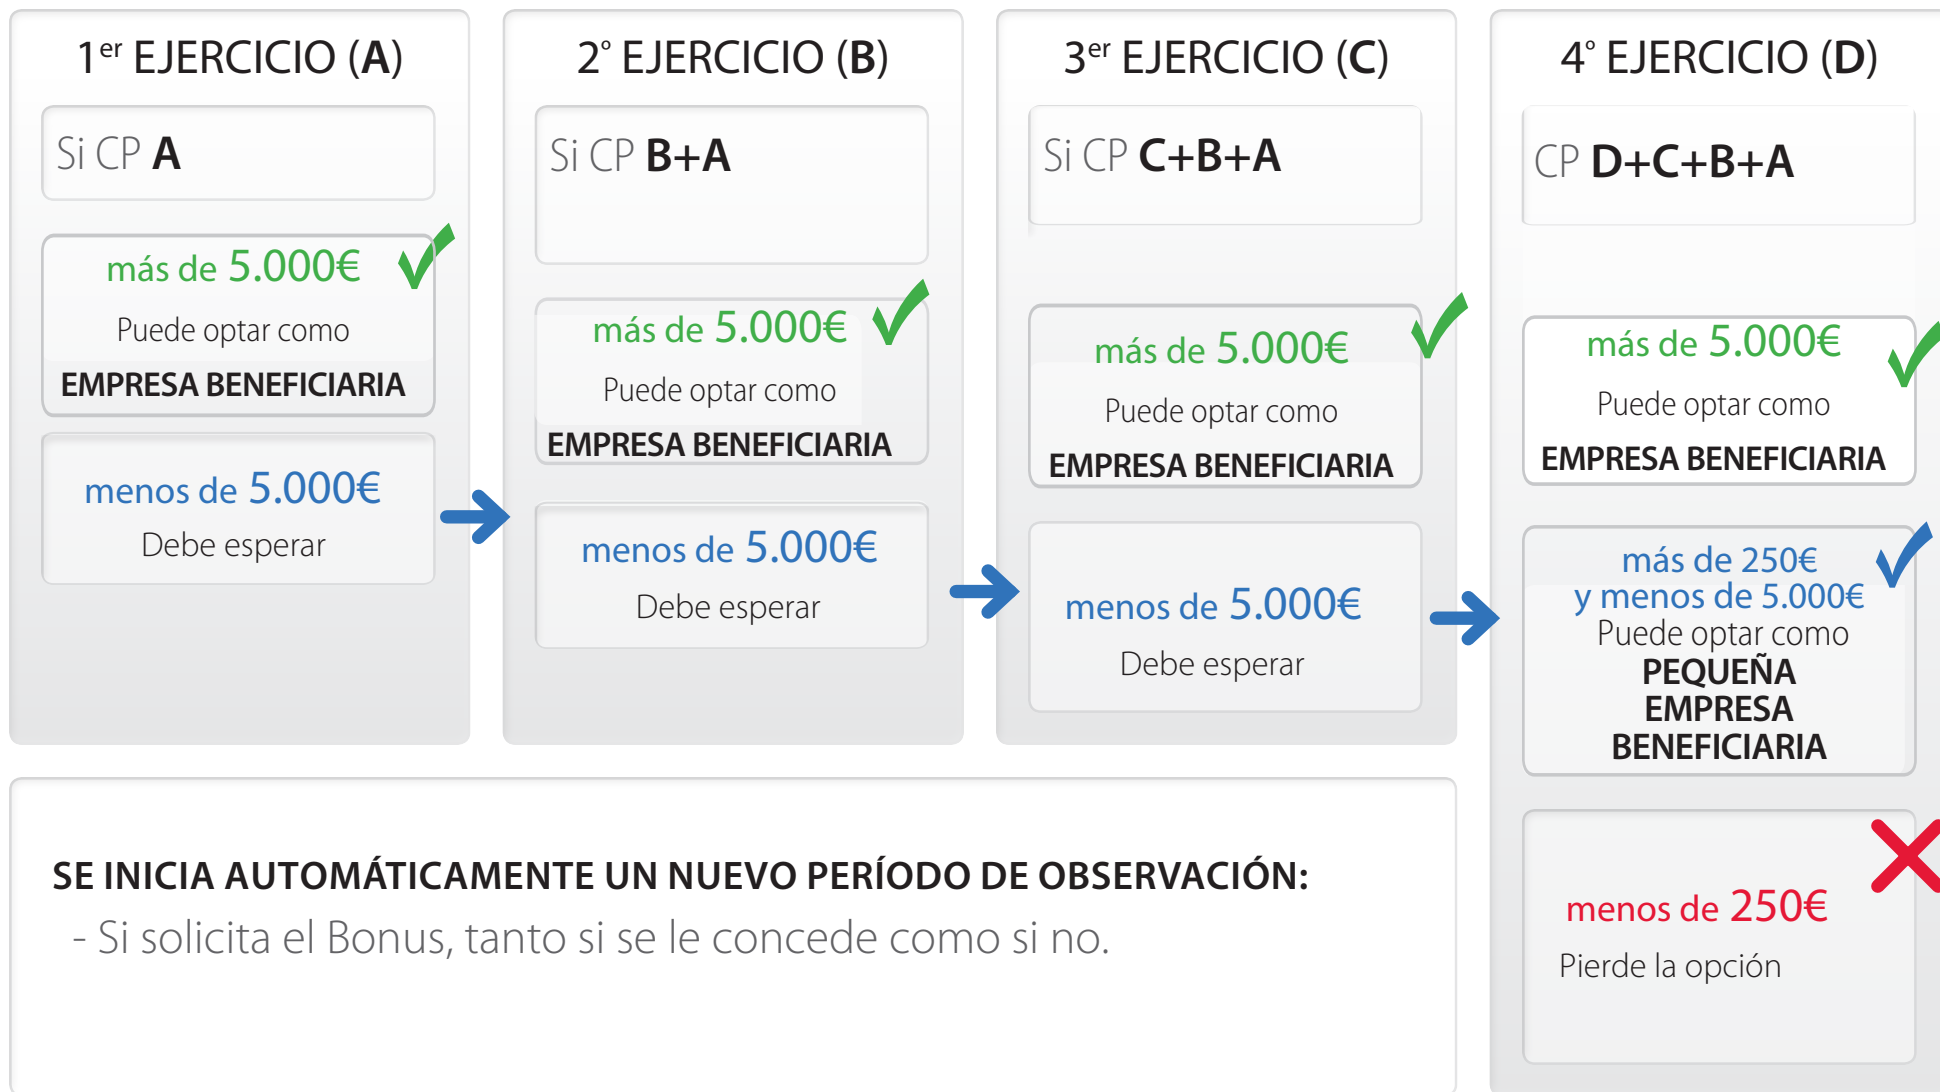 1er EJERCICIO (A)
Si CP A
más de 5.000€
Puede optar como
EMPRESA BENEFICIARIA
menos de 5.000€
Debe esperar
2° EJERCICIO (B)
Si CP B+A
más de 5.000€
Puede optar como
EMPRESA BENEFICIARIA
menos de 5.000€
Debe esperar
3er EJERCICIO (C)
Si CP C+B+A
más de 5.000€
Puede optar como
EMPRESA BENEFICIARIA
menos de 5.000€
Debe esperar
4° EJERCICIO (D)
CP D+C+B+A
más de 5.000€
Puede optar como
EMPRESA BENEFICIARIA
más de 250€
y menos de 5.000€
Puede optar como
PEQUEÑA
EMPRESA
BENEFICIARIA
menos de 250€
Pierde la opción
SE INICIA AUTOMÁTICAMENTE UN NUEVO PERÍODO DE OBSERVACIÓN:
- Si solicita el Bonus, tanto si se le concede como si no.